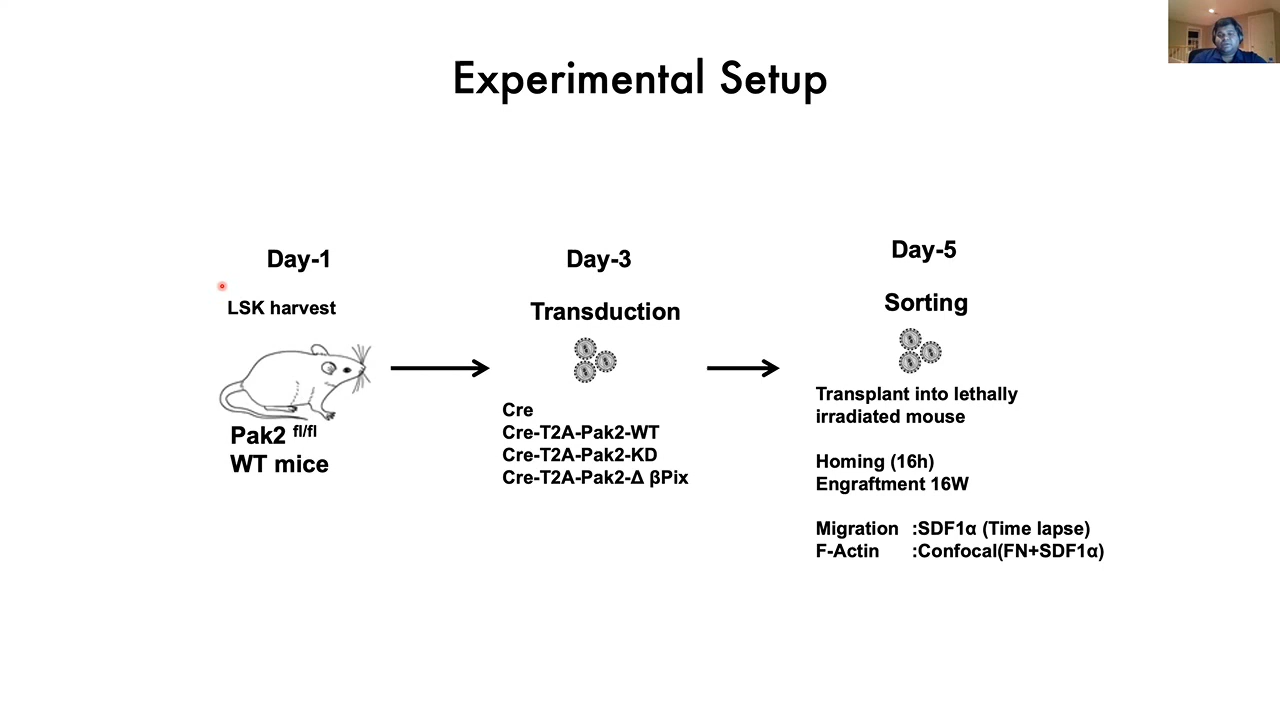 Experimental Setup
Day-1
LSK harvest
Pak2 fl/fl
WT mice
Day-3
Transduction
Cre
Cre-T2A-Pak2-WT
Cre-T2A-Pak2-KD
Cre-T2A-Pak2-Δ βPix
Day-5
Sorting
Transplant into lethally
irradiated mouse
Homing (16h)
Engraftment 16W
Migration :SDF1α (Time lapse)
F-Actin :Confocal(FN+SDF1α)